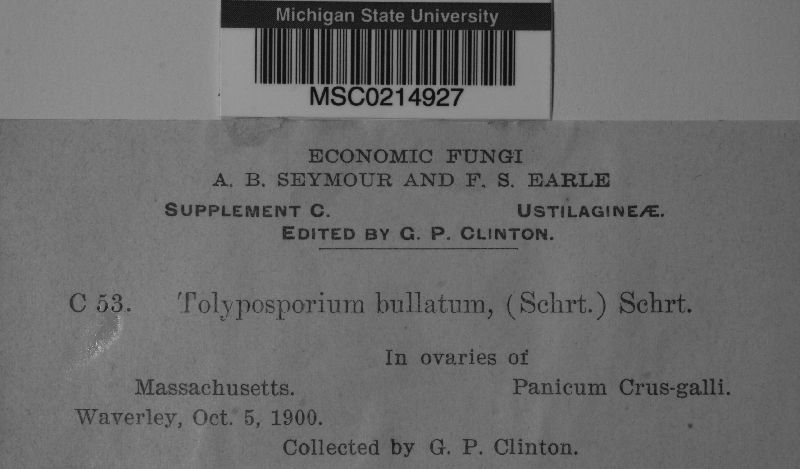 Michigan State University
MSC0214927
ECONOMIC FUNGI
A. B. SEYMOUR AND F. S. EARLE
SUPPLEMENT C. USTILAGINEÆ.
EDITED BY G. P. CLINTON.
C 53. Tolyposporium bullatum, (Schrt.) Schrt.
In ovaries of
Massachusetts. Panicum Crus-galli.
Waverley, Oct. 5, 1900.
Collected by G. P. Clinton.